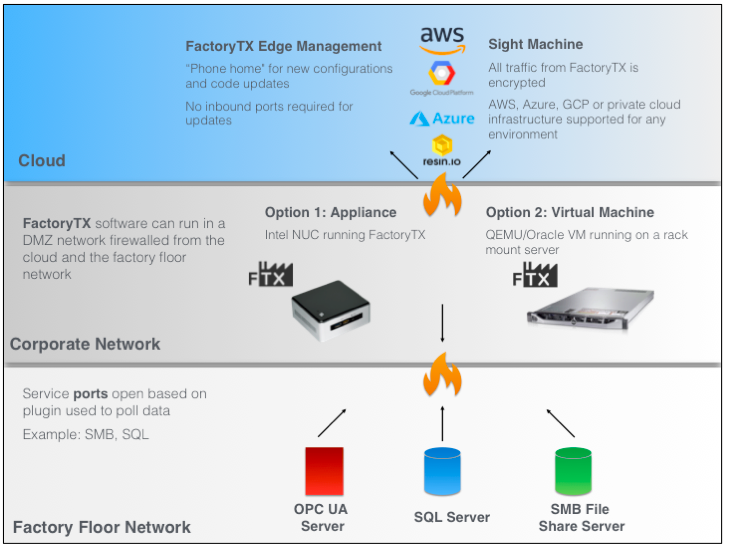 FactoryTX Edge Management
"Phone home" for new configurations
and code updates
No inbound ports required for
updates
aws
Google Cloud Platform
Azure
resin.io
Sight Machine
All traffic from FactoryTX is
encrypted
AWS, Azure, GCP or private cloud
infrastructure supported for any
environment
Cloud
FactoryTX software can run in a
DMZ network firewalled from the
cloud and the factory floor
network
Option 1: Appliance
Intel NUC running FactoryTX
FTX
Option 2: Virtual Machine
QEMU/Oracle VM running on a rack
mount server
FTX
Corporate Network
Service ports open based on
plugin used to poll data
Example: SMB, SQL
OPC UA
Server
SQL Server
SMB File
Share Server
Factory Floor Network